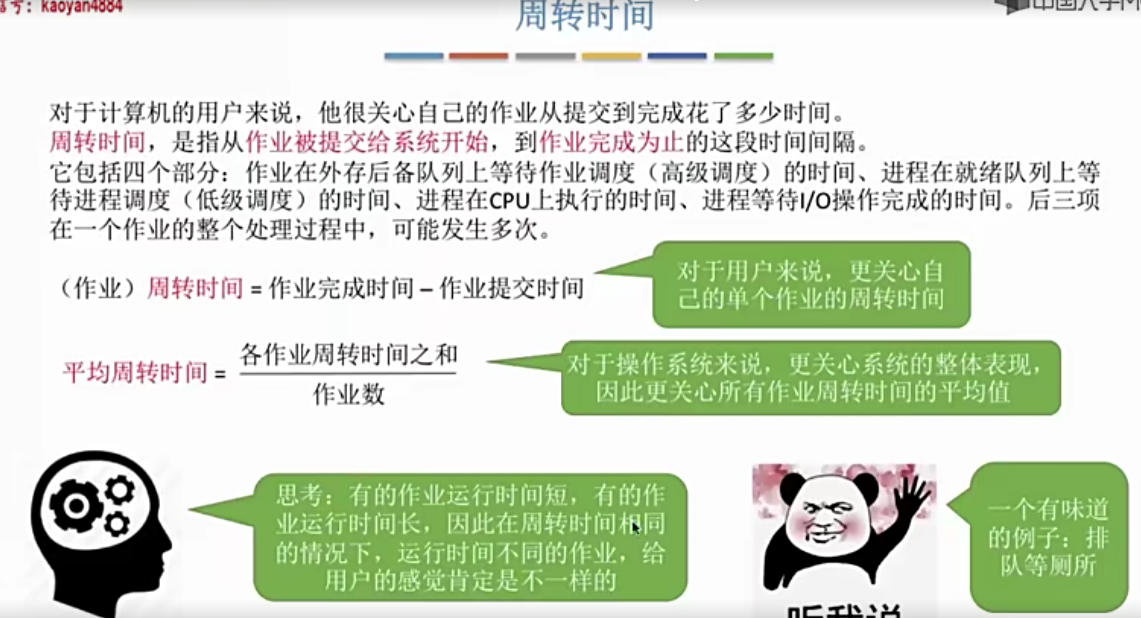 kaoyan4884
周转时间
对于计算机的用户来说，他很关心自己的作业从提交到完成花了多少时间。
周转时间，是指从作业被提交给系统开始，到作业完成为止的这段时间间隔。
它包括四个部分：作业在外存后备队列上等待作业调度（高级调度）的时间、进程在就绪队列上等
待进程调度（低级调度）的时间、进程在CPU上执行的时间、进程等待I/O操作完成的时间。后三项
在一个作业的整个处理过程中，可能发生多次。
（作业）周转时间 = 作业完成时间 – 作业提交时间
对于用户来说，更关心自
己的单个作业的周转时间
平均周转时间 =
各作业周转时间之和
作业数
对于操作系统来说，更关心系统的整体表现，
因此更关心所有作业周转时间的平均值
思考：有的作业运行时间短，有的作
业运行时间长，因此在周转时间相同
的情况下，运行时间不同的作业，给
用户的感觉肯定是不一样的
一个有味道
的例子：排
队等厕所
听我说